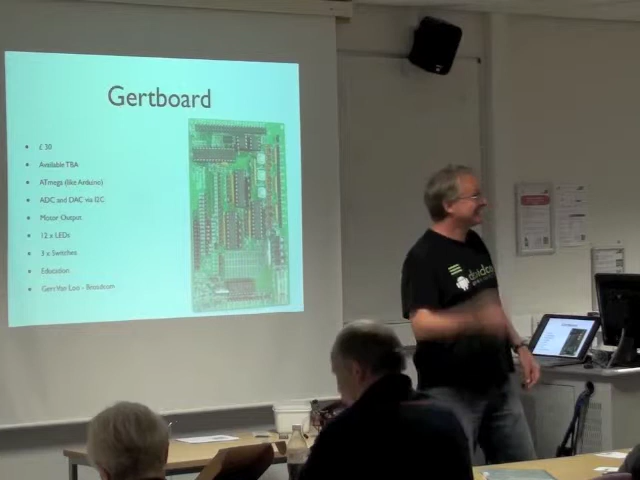 Gertboard
£ 30
Available TBA
ATmega (like Arduino)
ADC and DAC via I2C
Motor Output
12 x LEDs
3 x Switches
Education
Gert Van Loo - Broadcom